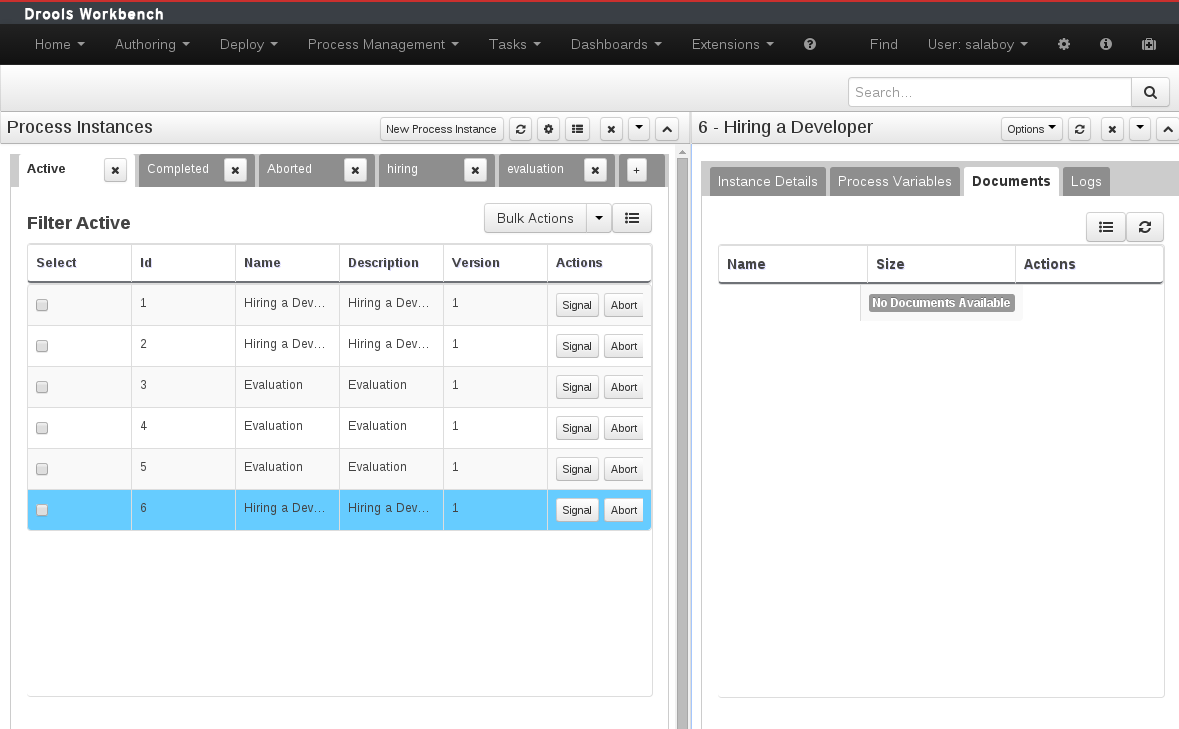 Drools Workbench
Home Authoring Deploy Process Management Tasks Dashboards Extensions Find User: salaboy
Search...
Process Instances New Process Instance
6 - Hiring a Developer Options
Active Completed Aborted hiring evaluation +
Instance Details Process Variables Documents Logs
Filter Active Bulk Actions
Select Id Name Description Version Actions
1 Hiring a Dev... Hiring a Dev... 1 Signal Abort
2 Hiring a Dev... Hiring a Dev... 1 Signal Abort
3 Evaluation Evaluation 1 Signal Abort
4 Evaluation Evaluation 1 Signal Abort
5 Evaluation Evaluation 1 Signal Abort
6 Hiring a Dev... Hiring a Dev... 1 Signal Abort
Name Size Actions
No Documents Available